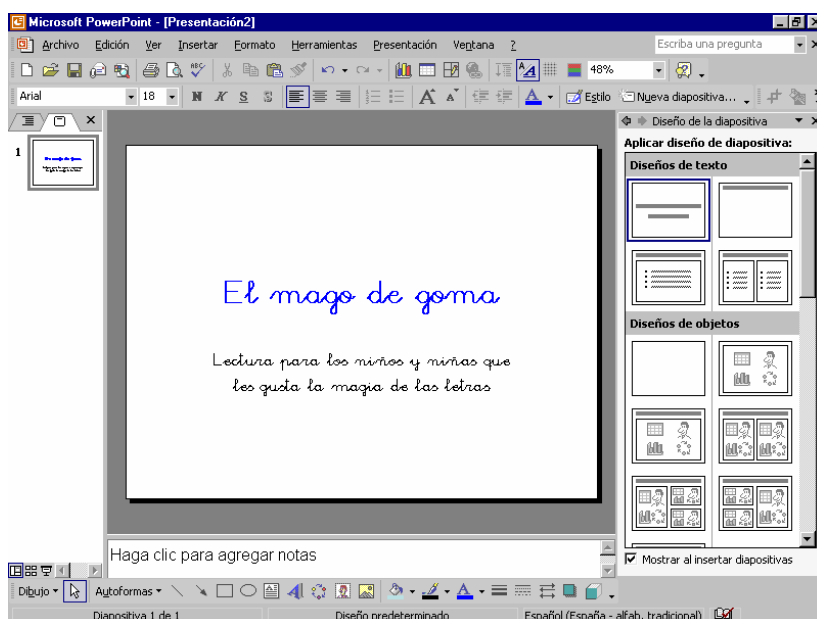 Microsoft PowerPoint - [Presentación2]
Archivo Edición Ver Insertar Formato Herramientas Presentación Ventana ? Escriba una pregunta
48%
Arial 18 N K S S Estilo Nueva diapositiva...
Diseño de la diapositiva
Aplicar diseño de diapositiva:
Diseños de texto
1
El mago de goma
Lectura para los niños y niñas que
les gusta la magia de las letras
Diseños de objetos
Haga clic para agregar notas
Mostrar al insertar diapositivas
Dibujo Autoformas
Diapositiva 1 de 1 Diseño predeterminado Español (España - alfab. tradicional)